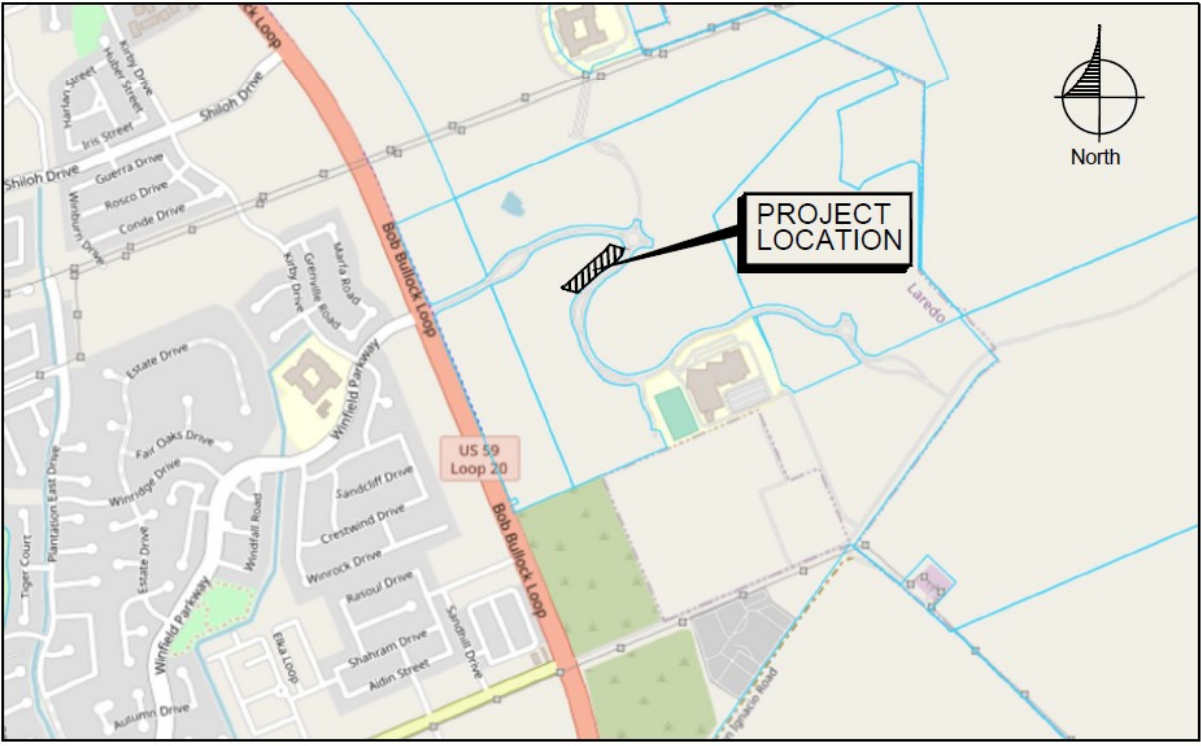 ck Loop
Kirby Drive
Huber Street
Harlan Street
Iris Street
Shiloh Drive
Shiloh Drive
Guerra Drive
Rosco Drive
Conde Drive
Winburn Drive
North
PROJECT
LOCATION
Marfa Road
Grenville Road
Kirby Drive
Bob Bullock Loop
Laredo
Estate Drive
Winfield Parkway
Fair Oaks Drive
Winridge Drive
Plantation East Drive
US 59
Loop 20
Sandcliff Drive
Crestwind Drive
Windfall Road
Estate Drive
Tiger Court
Winrock Drive
Bob Bullock Loop
Rasoul Drive
Winfield Parkway
Sandhill Drive
Elka Loop
Shahram Drive
Aidin Street
Autumn Drive
n Ignacio Road